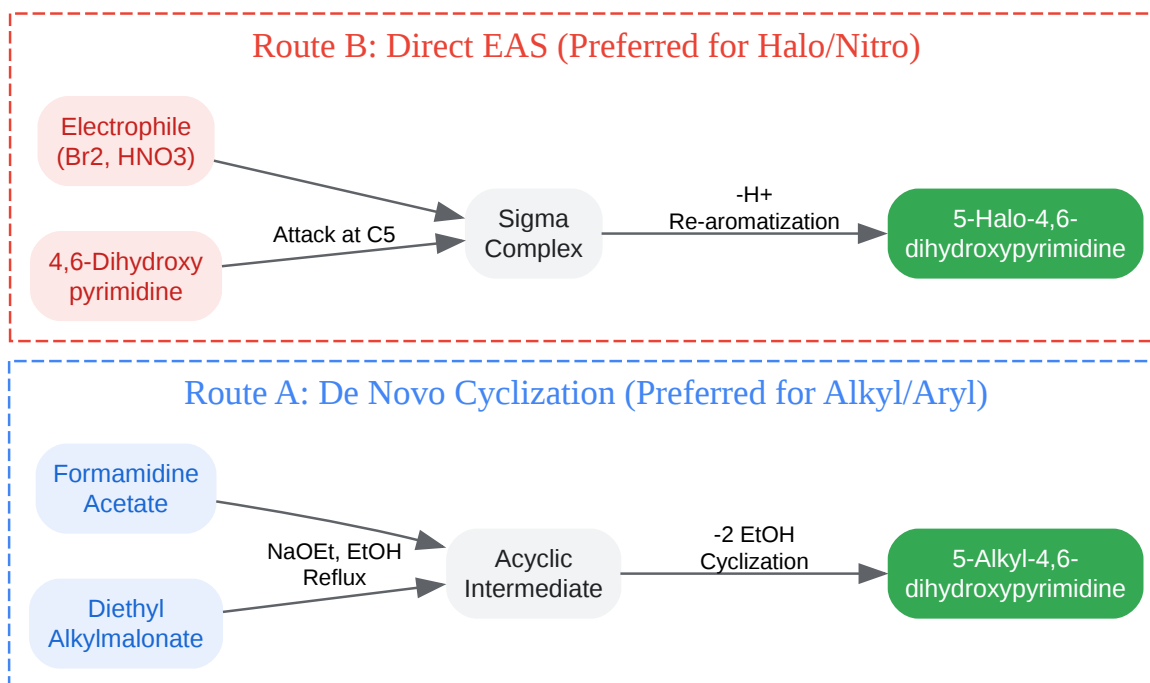 Route B: Direct EAS (Preferred for Halo/Nitro)
Electrophile
(Br2, HNO3)
4,6-Dihydroxy
pyrimidine
Attack at C5
Sigma
Complex
-H+
Re-aromatization
5-Halo-4,6-
dihydroxypyrimidine
Route A: De Novo Cyclization (Preferred for Alkyl/Aryl)
Formamidine
Acetate
Diethyl
Alkylmalonate
NaOEt, EtOH
Reflux
Acyclic
Intermediate
-2 EtOH
Cyclization
5-Alkyl-4,6-
dihydroxypyrimidine